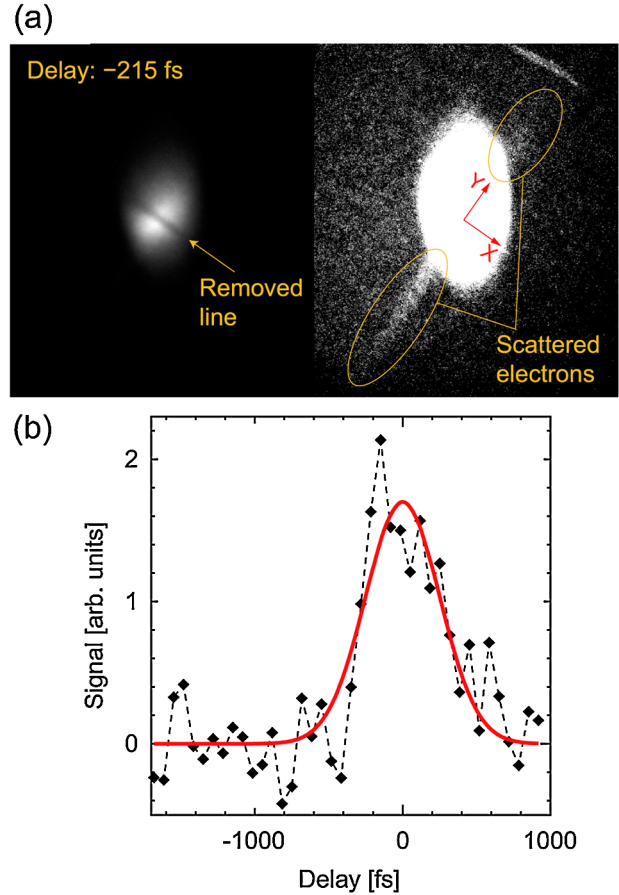 (a)
Delay: −215 fs
Removed
line
Y
X
Scattered
electrons
(b)
Signal [arb. units]
2
1
0
-1000
0
1000
Delay [fs]